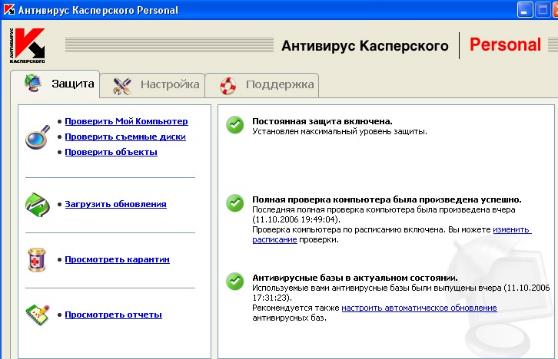 Антивирус Касперского Personal
АНТИВИРУС
КАСПЕРСКОГО
Антивирус Касперского Personal
Защита Настройка Поддержка
Проверить Мой Компьютер
Проверить съемные диски
Проверить объекты
Загрузить обновления
Просмотреть карантин
Просмотреть отчеты
Постоянная защита включена.
Установлен максимальный уровень защиты.
Полная проверка компьютера была произведена успешно.
Последняя полная проверка компьютера была произведена вчера
(11.10.2006 19:49:04).
Проверка компьютера по расписанию включена. Вы можете изменить
расписание проверки.
Антивирусные базы в актуальном состоянии.
Используемые вами антивирусные базы были выпущены вчера (11.10.2006
17:31:23).
Рекомендуется также настроить автоматическое обновление
антивирусных баз.